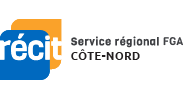 récit
Service régional FGA
CÔTE-NORD